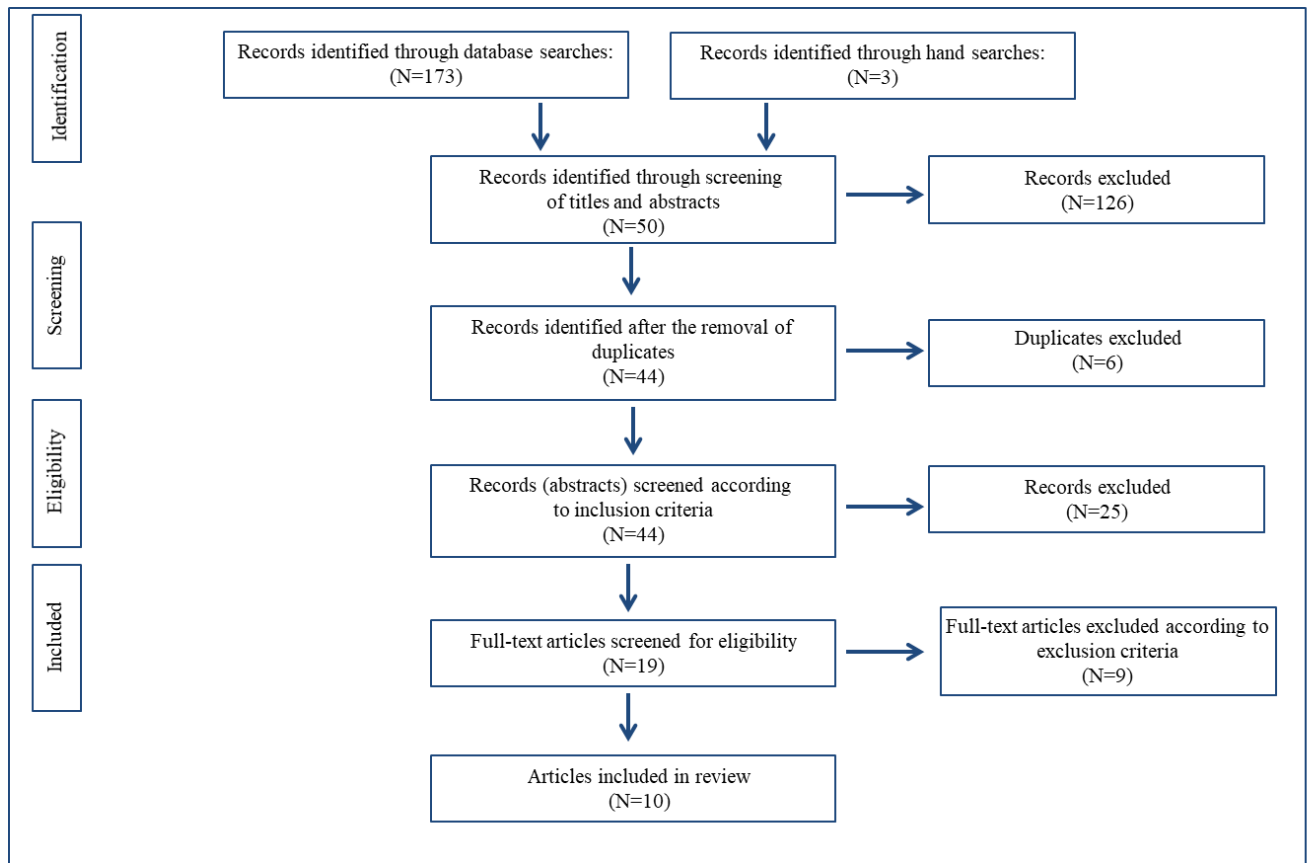 Identification
Records identified through database searches:
(N=173)
Records identified through hand searches:
(N=3)
Records identified through screening
of titles and abstracts
(N=50)
Records excluded
(N=126)
Screening
Records identified after the removal of
duplicates
(N=44)
Duplicates excluded
(N=6)
Eligibility
Records (abstracts) screened according
to inclusion criteria
(N=44)
Records excluded
(N=25)
Included
Full-text articles screened for eligibility
(N=19)
Full-text articles excluded according to
exclusion criteria
(N=9)
Articles included in review
(N=10)